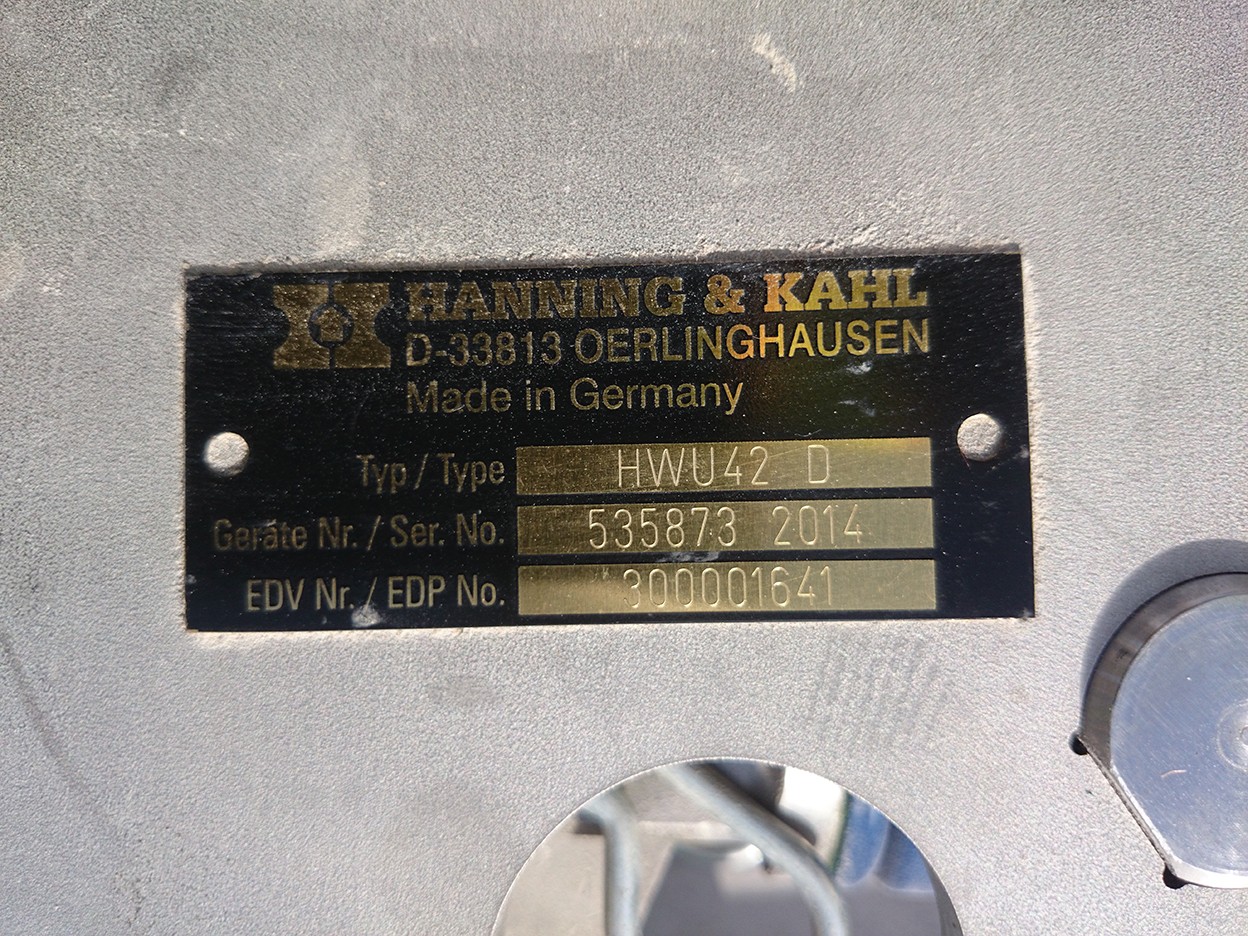 HANNING & KAHL
D-33813 OERLINGHAUSEN
Made in Germany
Typ / Type HWU42 D
Geräte Nr. / Ser. No. 535873 2014
EDV Nr. / EDP No. 300001641